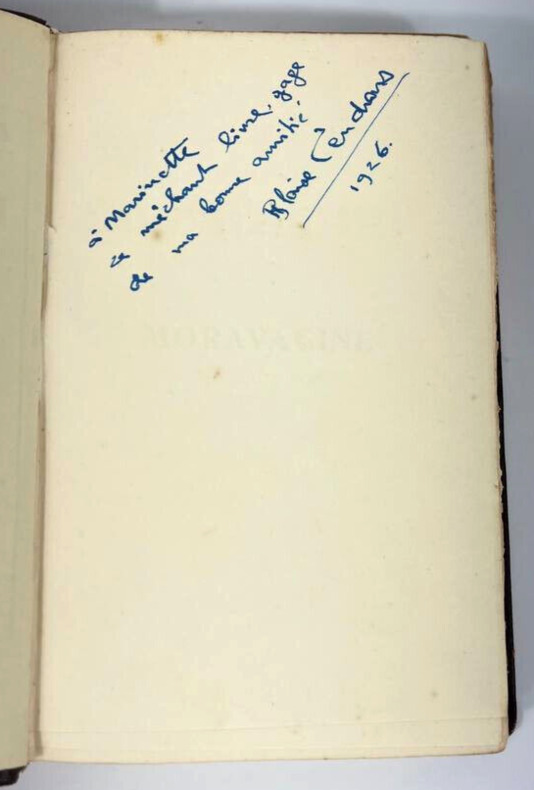 à Marinette
ce méchant livre, gage
de ma bonne amitié
Blaise Cendrars
1926.
MORAVAGINE